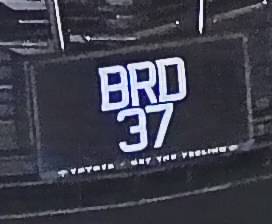 BRD
37
TOYOTA - GET THE FEELING